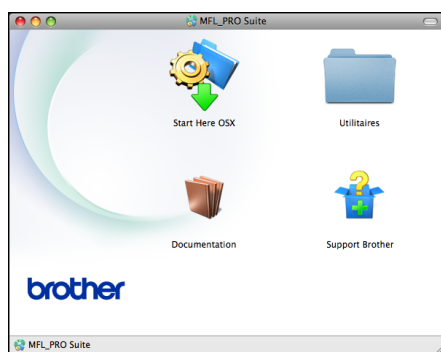 MFL_PRO Suite
Start Here OSX
Utilitaires
Documentation
Support Brother
brother
MFL_PRO Suite